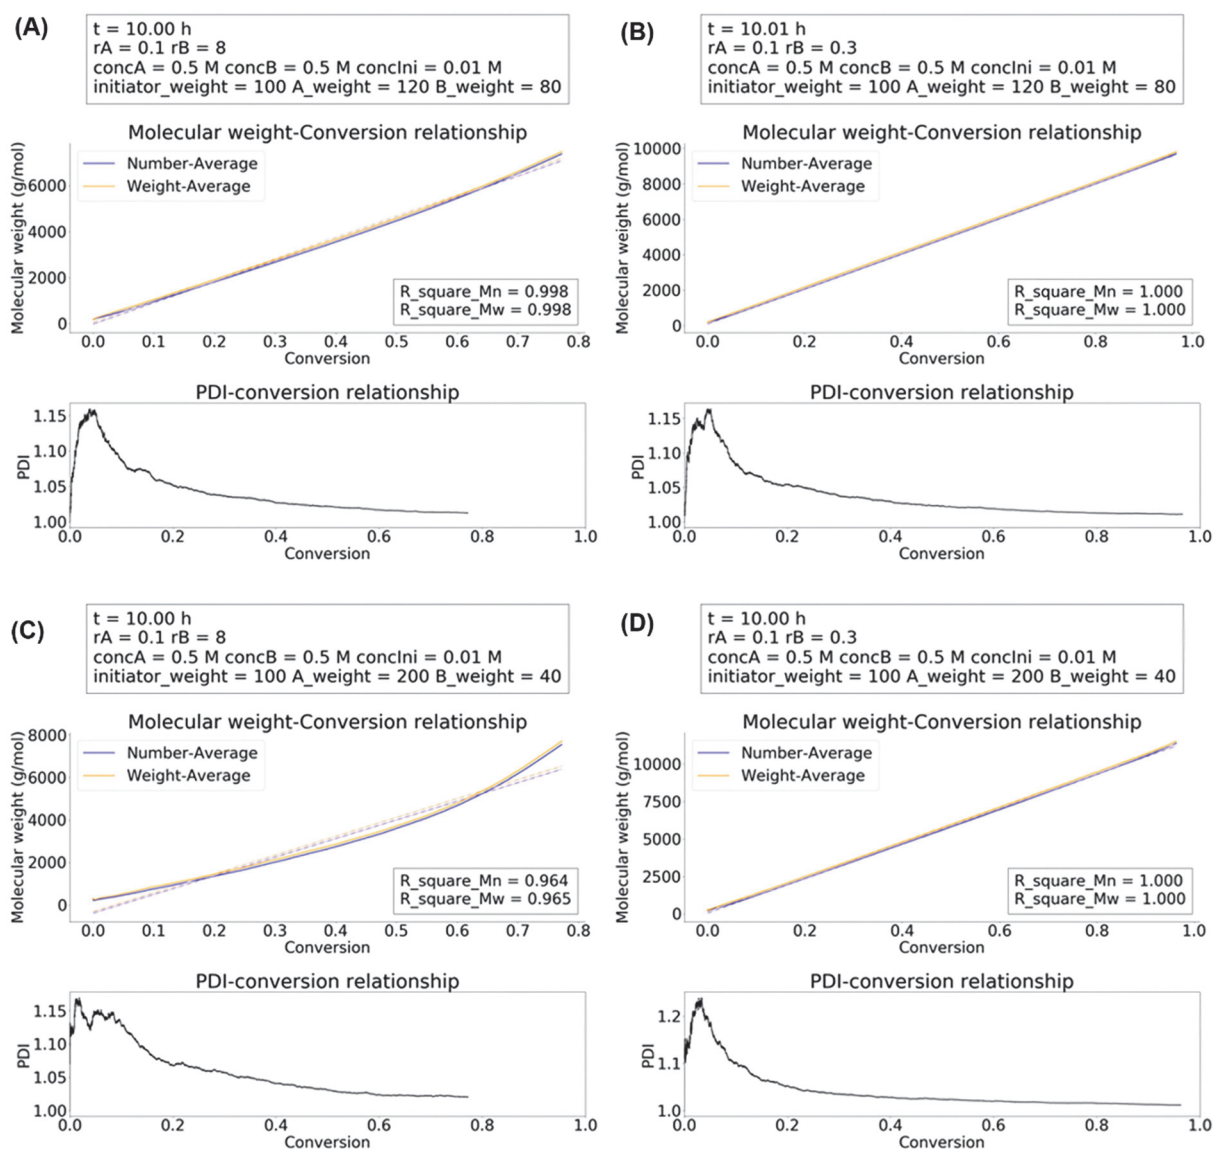 (A)
t = 10.00 h
rA = 0.1 rB = 8
concA = 0.5 M concB = 0.5 M concIni = 0.01 M
initiator_weight = 100 A_weight = 120 B_weight = 80
Molecular weight-Conversion relationship
Molecular weight (g/mol)
6000
4000
2000
0
Number-Average
Weight-Average
R_square_Mn = 0.998
R_square_Mw = 0.998
0.0 0.1 0.2 0.3 0.4 0.5 0.6 0.7 0.8
Conversion
PDI-conversion relationship
PDI
1.15
1.10
1.05
1.00
0.0 0.2 0.4 0.6 0.8 1.0
Conversion
(B)
t = 10.01 h
rA = 0.1 rB = 0.3
concA = 0.5 M concB = 0.5 M concIni = 0.01 M
initiator_weight = 100 A_weight = 120 B_weight = 80
Molecular weight-Conversion relationship
Molecular weight (g/mol)
10000
8000
6000
4000
2000
0
Number-Average
Weight-Average
R_square_Mn = 1.000
R_square_Mw = 1.000
0.0 0.2 0.4 0.6 0.8 1.0
Conversion
PDI-conversion relationship
PDI
1.15
1.10
1.05
1.00
0.0 0.2 0.4 0.6 0.8 1.0
Conversion
(C)
t = 10.00 h
rA = 0.1 rB = 8
concA = 0.5 M concB = 0.5 M concIni = 0.01 M
initiator_weight = 100 A_weight = 200 B_weight = 40
Molecular weight-Conversion relationship
Molecular weight (g/mol)
8000
6000
4000
2000
0
Number-Average
Weight-Average
R_square_Mn = 0.964
R_square_Mw = 0.965
0.0 0.1 0.2 0.3 0.4 0.5 0.6 0.7 0.8
Conversion
PDI-conversion relationship
PDI
1.15
1.10
1.05
1.00
0.0 0.2 0.4 0.6 0.8 1.0
Conversion
(D)
t = 10.00 h
rA = 0.1 rB = 0.3
concA = 0.5 M concB = 0.5 M concIni = 0.01 M
initiator_weight = 100 A_weight = 200 B_weight = 40
Molecular weight-Conversion relationship
Molecular weight (g/mol)
10000
7500
5000
2500
0
Number-Average
Weight-Average
R_square_Mn = 1.000
R_square_Mw = 1.000
0.0 0.2 0.4 0.6 0.8 1.0
Conversion
PDI-conversion relationship
PDI
1.2
1.1
1.0
0.0 0.2 0.4 0.6 0.8 1.0
Conversion